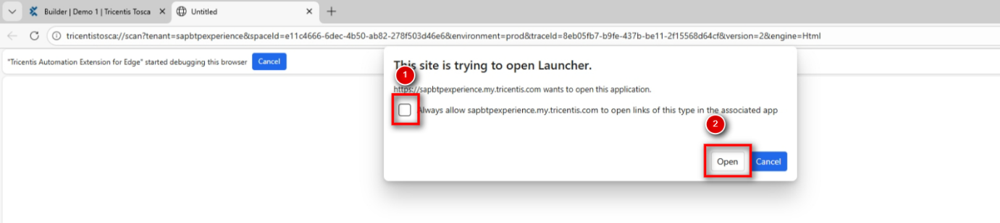 Builder | Demo 1 | Tricentis Tosca
Untitled
tricentistosca://scan?tenant=sapbtpexperience&spaceId=e11c4666-6dec-4b50-ab82-278f503d46e6&environment=prod&traceId=8eb05fb7-b9fe-437b-be11-2f15568d64cf&version=2&engine=Html
"Tricentis Automation Extension for Edge" started debugging this browser
Cancel
This site is trying to open Launcher.
1
https://sapbtpexperience.my.tricentis.com wants to open this application.
Always allow sapbtpexperience.my.tricentis.com to open links of this type in the associated app
2
Open
Cancel